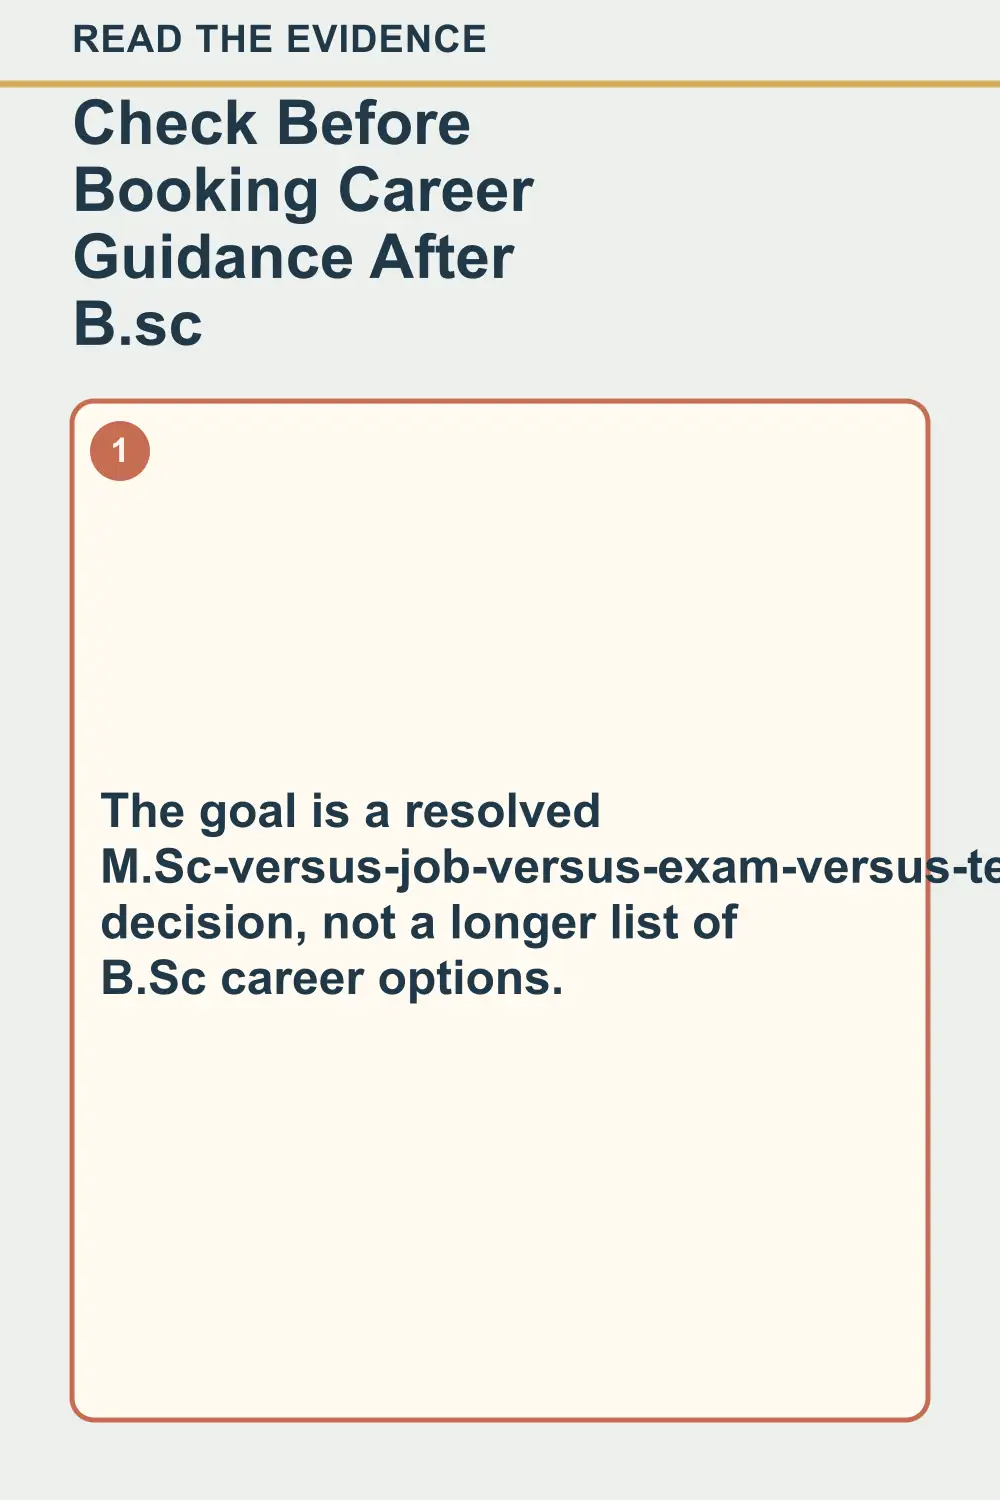 READ THE EVIDENCE
Check Before
Booking Career
Guidance After
B.sc
1
The goal is a resolved
M.Sc-versus-job-versus-exam-versus-te
decision, not a longer list of
B.Sc career options.